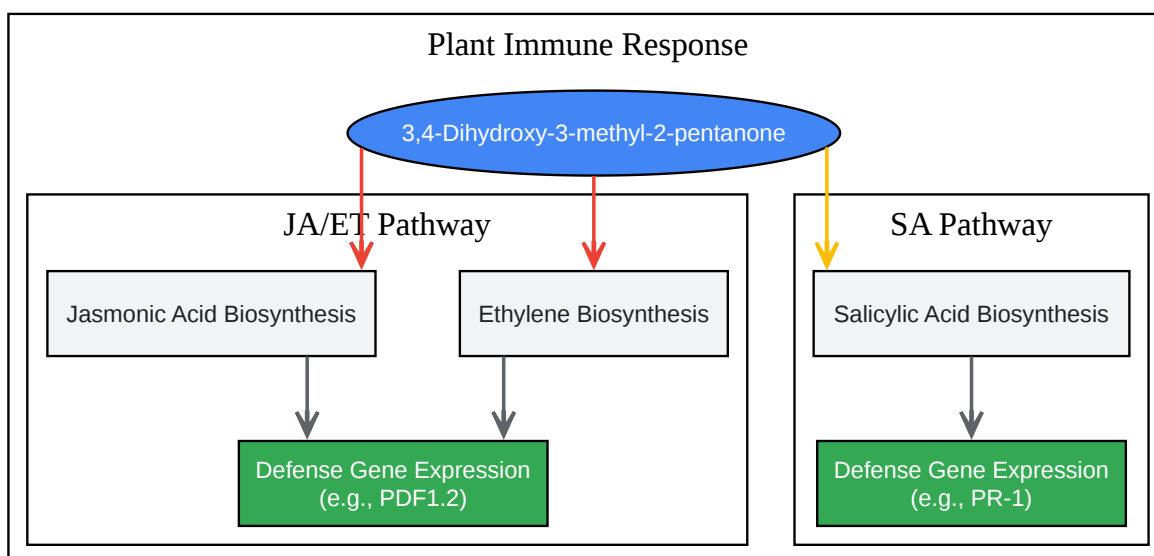 Plant Immune Response
3,4-Dihydroxy-3-methyl-2-pentanone
JA/ET Pathway
SA Pathway
Jasmonic Acid Biosynthesis
Ethylene Biosynthesis
Salicylic Acid Biosynthesis
Defense Gene Expression
(e.g., PDF1.2)
Defense Gene Expression
(e.g., PR-1)